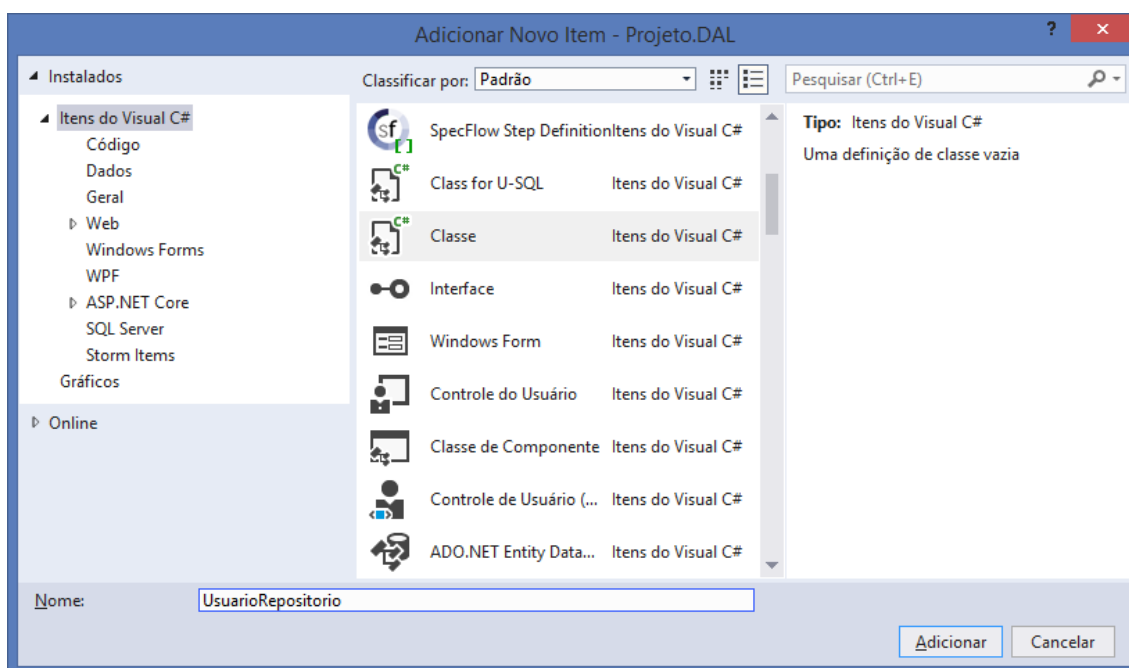 Adicionar Novo Item - Projeto.DAL
?
Instalados
Itens do Visual C#
Código
Dados
Geral
Web
Windows Forms
WPF
ASP.NET Core
SQL Server
Storm Items
Gráficos
Online
Classificar por: Padrão
sf
SpecFlow Step DefinitionItens do Visual C#
C#
Class for U-SQL Itens do Visual C#
C#
Classe Itens do Visual C#
Interface Itens do Visual C#
Windows Form Itens do Visual C#
Controle do Usuário Itens do Visual C#
Classe de Componente Itens do Visual C#
Controle de Usuário (... Itens do Visual C#
ADO.NET Entity Data... Itens do Visual C#
Pesquisar (Ctrl+E)
Tipo: Itens do Visual C#
Uma definição de classe vazia
Nome: UsuarioRepositorio
Adicionar Cancelar